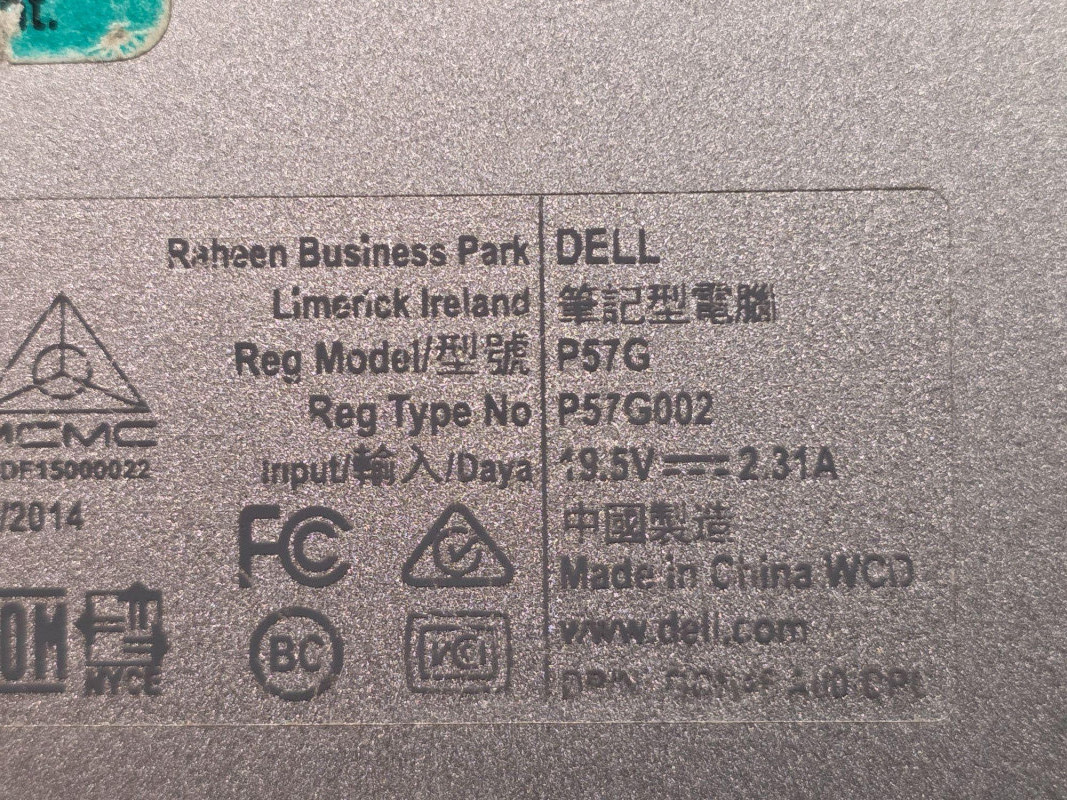 Raheen Business Park
Limerick Ireland
Reg Model/型號
Reg Type No
Input/輸入/Daya
DELL
筆記型電腦
P57G
P57G002
19.5V 2.31A
中國製造
Made in China WCD
www.dell.com
MCMC
DF15000022
/2014
FC
BC
VCCI
OM
NYCE